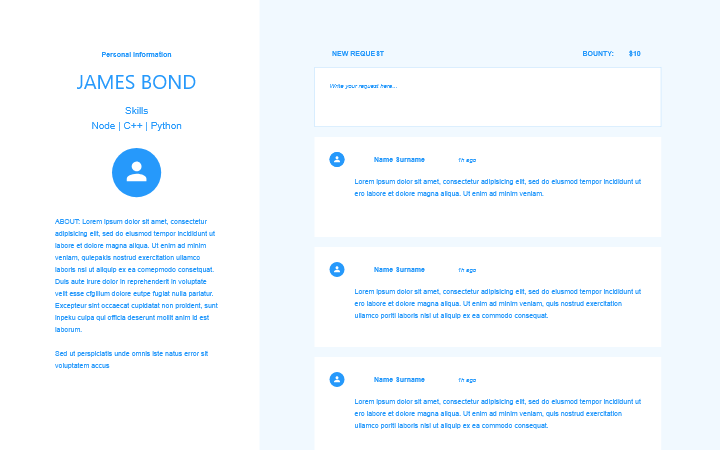 Personal Information
JAMES BOND
Skills
Node | C++ | Python
ABOUT: Lorem ipsum dolor sit amet, consectetur
adipisicing elit, sed do eiusmod tempor incididunt ut
labore et dolore magna aliqua. Ut enim ad minim
veniam, quiepakis nostrud exercitation ullamco
laboris nisi ut aliquip ex ea comepmodo consetquat.
Duis aute irure dolor in reprehenderit in voluptate
velit esse cfgillum dolore eutpe fugiat nulla pariatur.
Excepteur sint occaecat cupidatat non proident, sunt
inpeku culpa qui officia deserunt mollit anim id est
laborum.
Sed ut perspiciatis unde omnis iste natus error sit
voluptatem accus
NEW REQUEST BOUNTY: $10
Write your request here...
Name Surname 1h ago
Lorem ipsum dolor sit amet, consectetur adipisicing elit, sed do eiusmod tempor incididunt ut
ero labore et dolore magna aliqua. Ut enim ad minim veniam.
Name Surname 1h ago
Lorem ipsum dolor sit amet, consectetur adipisicing elit, sed do eiusmod tempor incididunt ut
ero labore et dolore magna aliqua. Ut enim ad minim veniam, quis nostrud exercitation
ullamco poriti laboris nisi ut aliquip ex ea commodo consequat.
Name Surname 1h ago
Lorem ipsum dolor sit amet, consectetur adipisicing elit, sed do eiusmod tempor incididunt ut
ero labore et dolore magna aliqua. Ut enim ad minim veniam, quis nostrud exercitation
ullamco poriti laboris nisi ut aliquip ex ea commodo consequat.